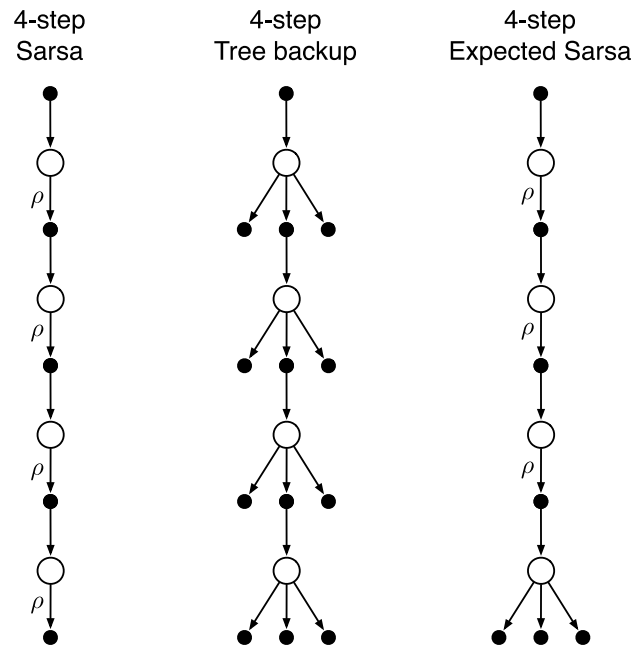 4-step
Sarsa
4-step
Tree backup
4-step
Expected Sarsa
ρ
ρ
ρ
ρ
ρ
ρ
ρ